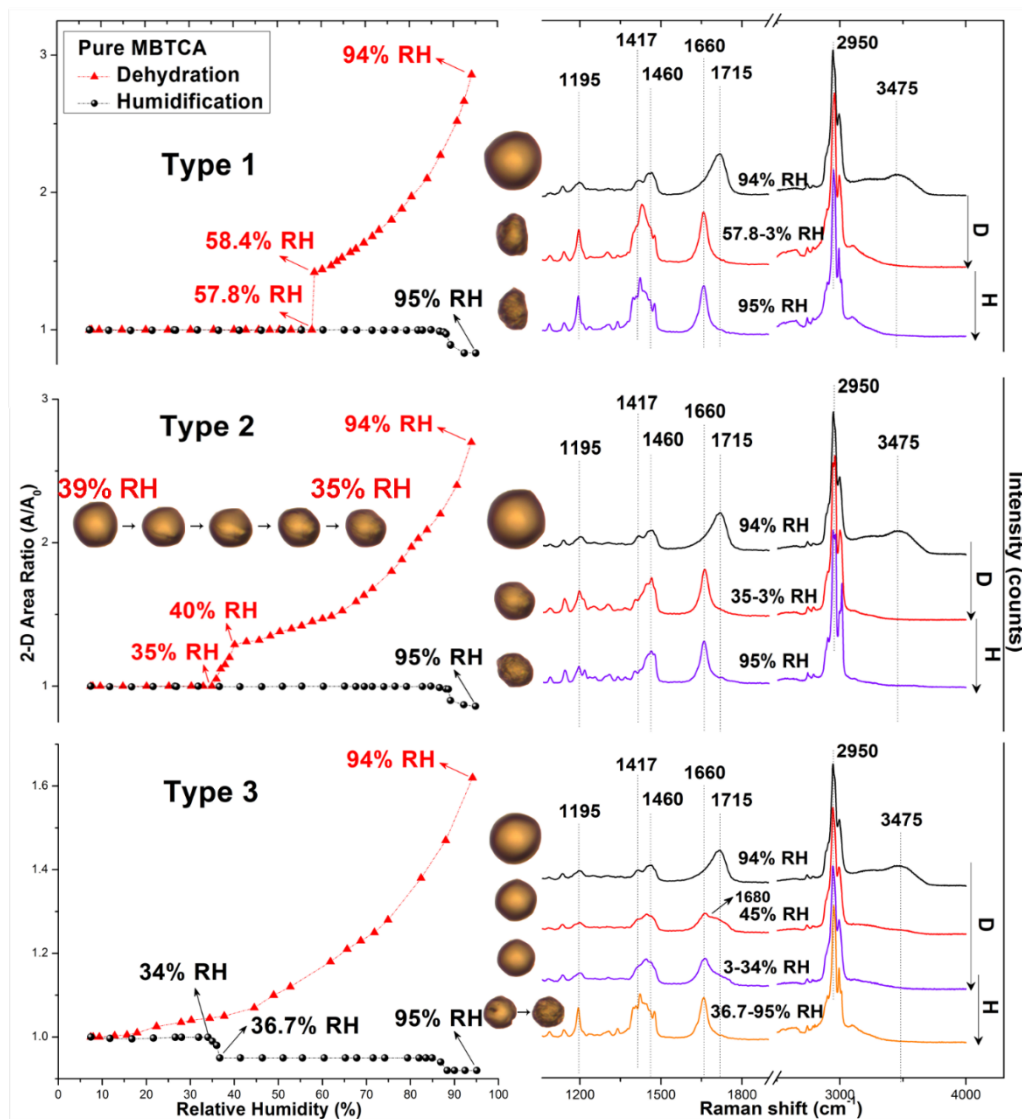 Pure MBTCA
Dehydration
Humidification
Type 1
94% RH
58.4% RH
57.8% RH
95% RH
3
2
1
1195
1417
1460
1660
1715
2950
3475
94% RH
57.8-3% RH
95% RH
D
H
Type 2
94% RH
39% RH
35% RH
40% RH
35% RH
95% RH
3
2
1
2-D Area Ratio (A/A0)
1195
1417
1460
1660
1715
2950
3475
94% RH
35-3% RH
95% RH
D
H
Intensity (counts)
Type 3
94% RH
34% RH
36.7% RH
95% RH
1.6
1.4
1.2
1.0
0 10 20 30 40 50 60 70 80 90 100
Relative Humidity (%)
1195
1417
1460
1660
1715
2950
3475
1680
94% RH
45% RH
3-34% RH
36.7-95% RH
D
H
1200 1500 1800 3000 3500 4000
Raman shift (cm-1)